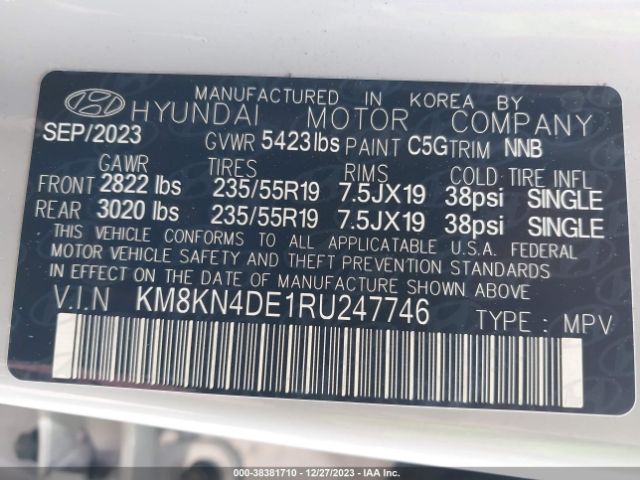 MANUFACTURED IN KOREA BY
HYUNDAI MOTOR COMPANY
SEP/2023 GVWR 5423 lbs PAINT C5G TRIM NNB
GAWR TIRES RIMS COLD TIRE INFL
FRONT 2822 lbs 235/55R19 7.5JX19 38psi SINGLE
REAR 3020 lbs 235/55R19 7.5JX19 38psi SINGLE
THIS VEHICLE CONFORMS TO ALL APPLICATABLE U.S.A. FEDERAL
MOTOR VEHICLE SAFETY AND THEFT PREVENTION STANDARDS
IN EFFECT ON THE DATE OF MANUFACTURE SHOWN ABOVE
V.I.N KM8KN4DE1RU247746 TYPE : MPV
000-38381710 - 12/27/2023 - IAA Inc.